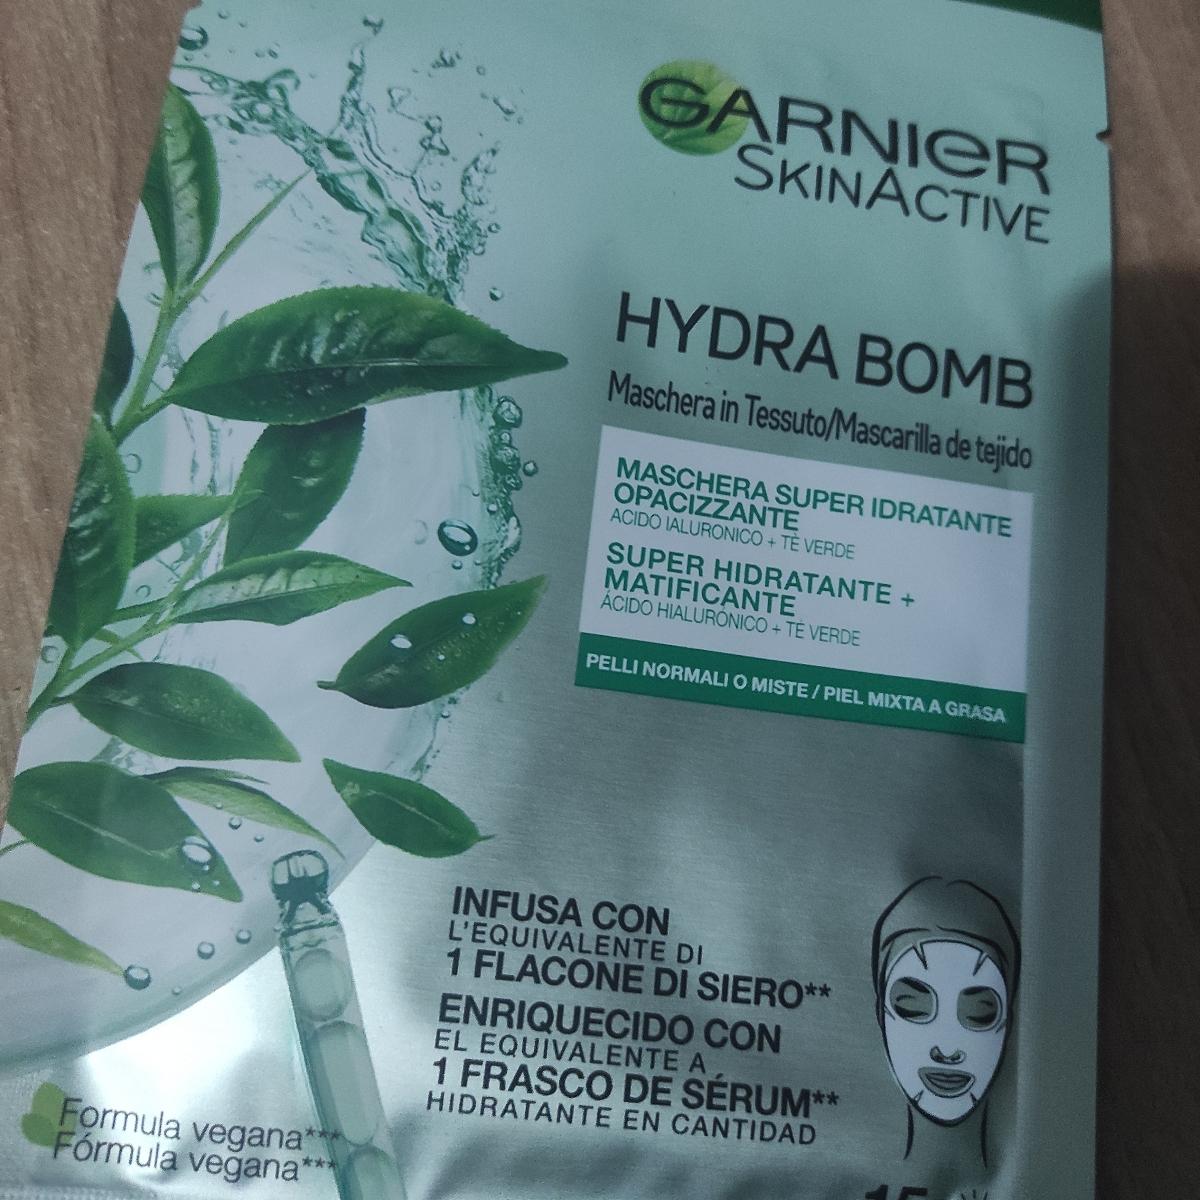 GARNIER
SKINACTIVE
HYDRA BOMB
Maschera in Tessuto/Mascarilla de tejido
MASCHERA SUPER IDRATANTE
OPACIZZANTE
ACIDO IALURONICO + TÈ VERDE
SUPER HIDRATANTE +
MATIFICANTE
ÁCIDO HIALURÓNICO + TÉ VERDE
PELLI NORMALI O MISTE / PIEL MIXTA A GRASA
INFUSA CON
L'EQUIVALENTE DI
1 FLACONE DI SIERO**
ENRIQUECIDO CON
EL EQUIVALENTE A
1 FRASCO DE SÉRUM**
HIDRATANTE EN CANTIDAD
Formula vegana***
Fórmula vegana***